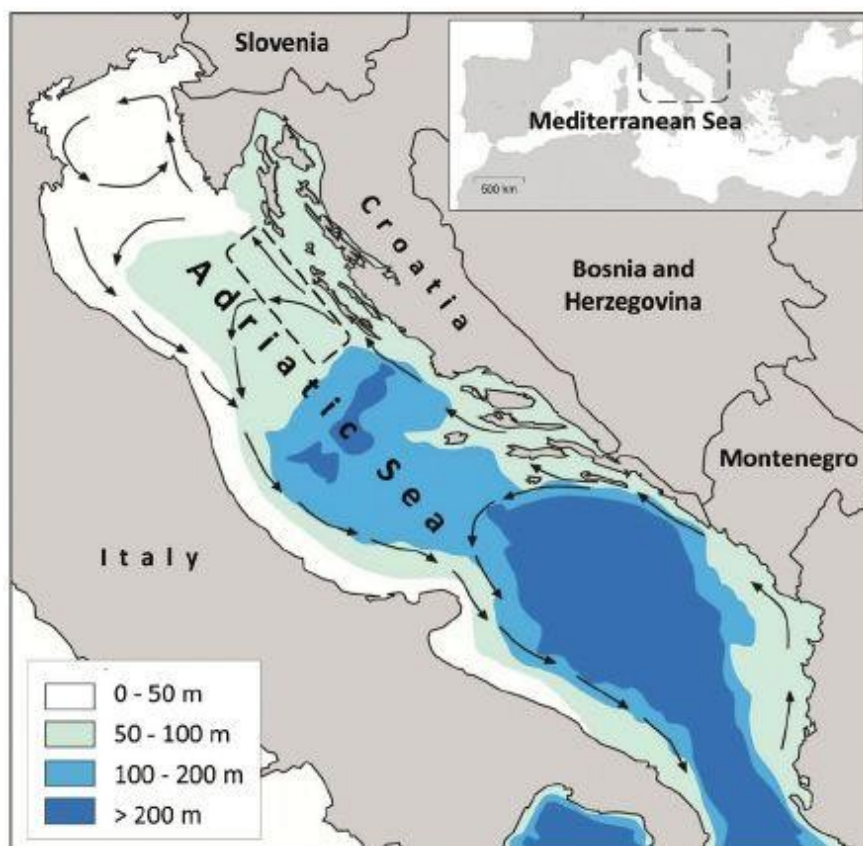 Slovenia
Mediterranean Sea
500 km
Croatia
Bosnia and
Herzegovina
Adriatic Sea
Montenegro
Italy
0 - 50 m
50 - 100 m
100 - 200 m
> 200 m